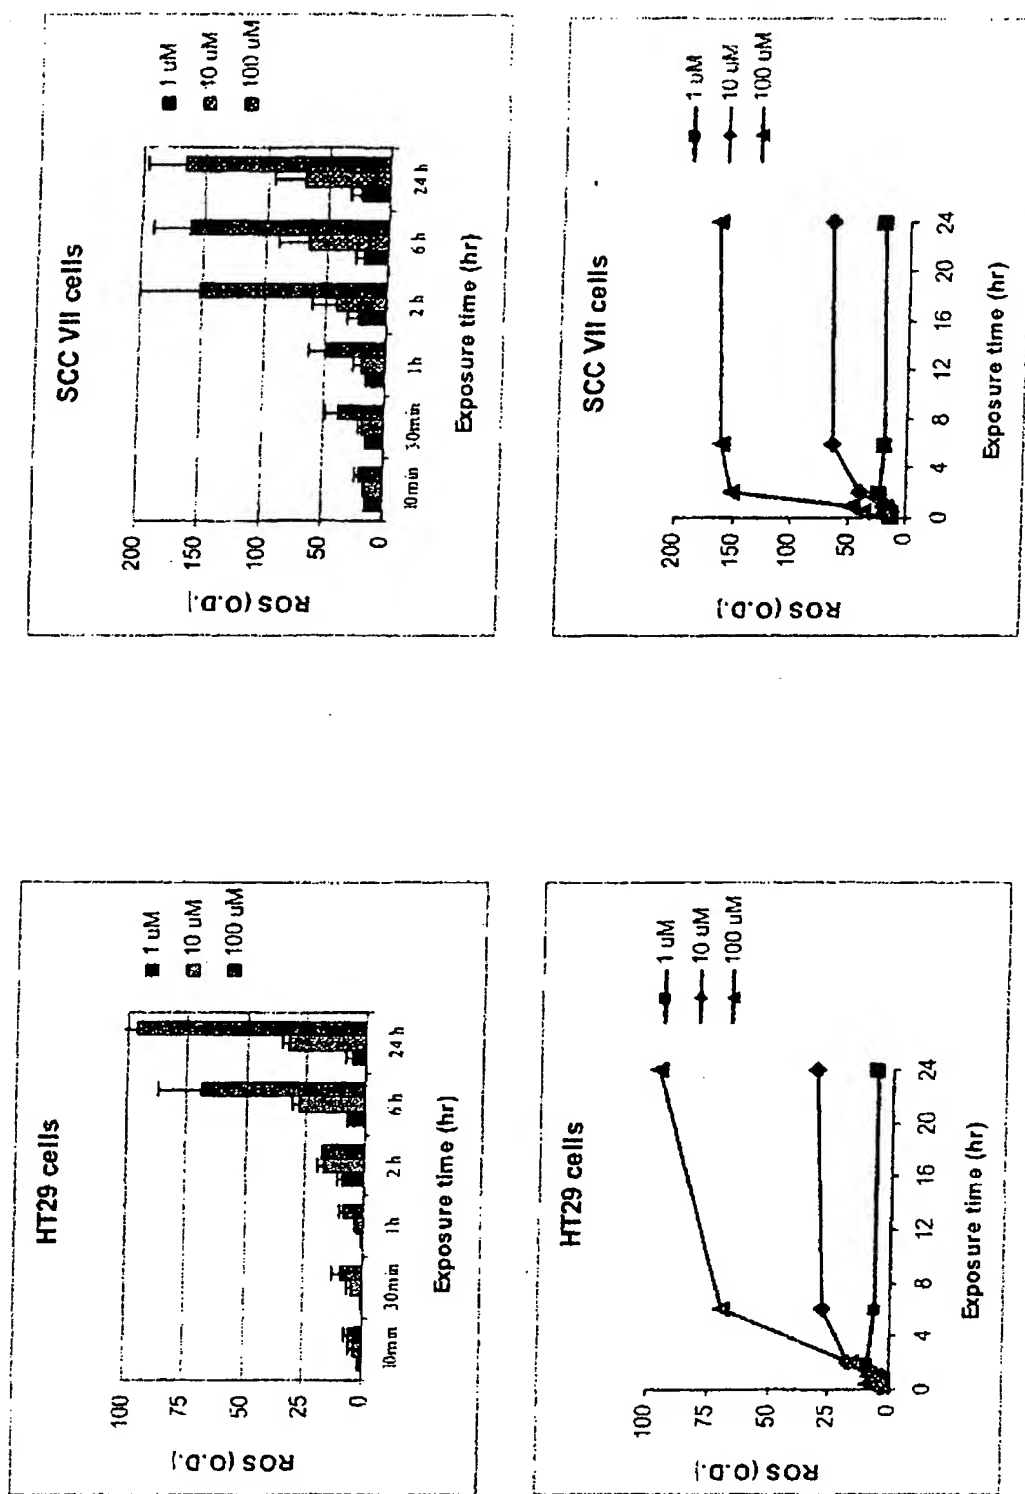 HT29 cells
100
75
50
25
0
ROS (O.D.)
10min 30min 1h 2h 6h 24h
Exposure time (hr)
1 uM
10 uM
100 uM
SCC VII cells
200
150
100
50
0
ROS (O.D.)
10min 30min 1h 2h 6h 24h
Exposure time (hr)
1 uM
10 uM
100 uM
HT29 cells
100
75
50
25
0
ROS (O.D.)
0 4 8 12 16 20 24
Exposure time (hr)
1 uM
10 uM
100 uM
SCC VII cells
200
150
100
50
0
ROS (O.D.)
0 4 8 12 16 20 24
Exposure time (hr)
1 uM
10 uM
100 uM